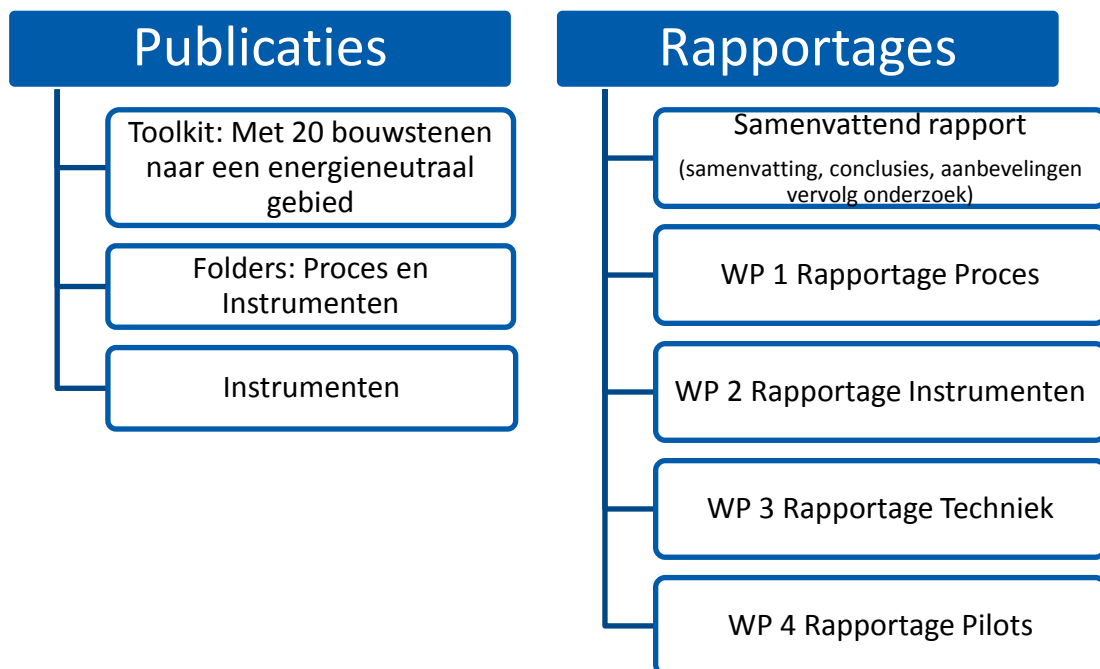 Publicaties
Toolkit: Met 20 bouwstenen
naar een energieneutraal
gebied
Folders: Proces en
Instrumenten
Instrumenten
Rapportages
Samenvattend rapport
(samenvatting, conclusies, aanbevelingen
vervolg onderzoek)
WP 1 Rapportage Proces
WP 2 Rapportage Instrumenten
WP 3 Rapportage Techniek
WP 4 Rapportage Pilots